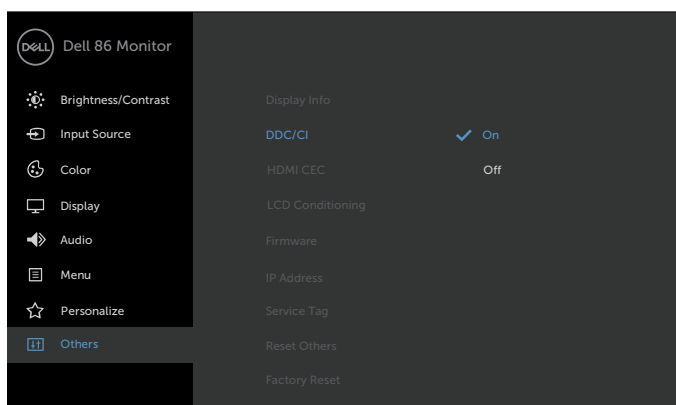 DELL Dell 86 Monitor
Brightness/Contrast Display Info
Input Source DDC/CI On
Color HDMI CEC Off
Display LCD Conditioning
Audio Firmware
Menu IP Address
Personalize Service Tag
Others Reset Others
Factory Reset